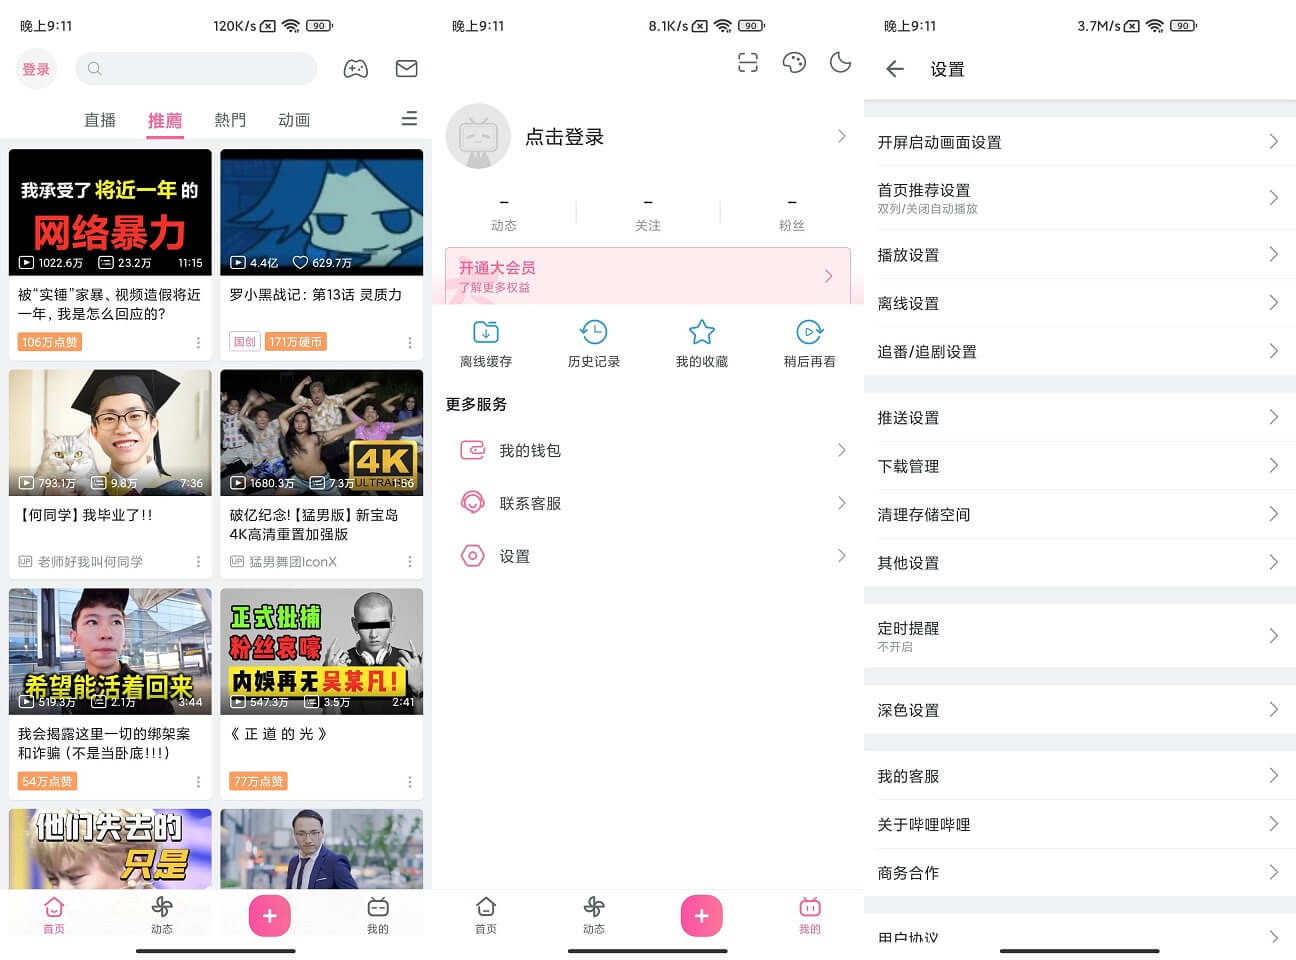 晚上9:11
120K/s
90
登录
直播
推薦
熱門
动画
我承受了将近一年的
网络暴力
1022.6万
23.2万
11:15
4.4亿
629.7万
被“实锤”家暴、视频造假将近
一年，我是怎么回应的？
106万点赞
罗小黑战记：第13话 灵质力
国创
171万硬币
793.1万
9.8万
7:36
4K
ULTRA
1680.3万
7.3万
1:56
【何同学】我毕业了!!
UP 老师好我叫何同学
破亿纪念!【猛男版】新宝岛
4K高清重置加强版
UP 猛男舞团IconX
希望能活着回来
519.3万
2.1万
3:44
正式批捕
粉丝哀嚎
内娱再无吴某凡!
547.3万
3.5万
2:41
我会揭露这里一切的绑架案
和诈骗（不是当卧底!!!）
54万点赞
《 正 道 的 光 》
77万点赞
他们失去的
只是
首页
动态
我的
晚上9:11
8.1K/s
90
点击登录
-
动态
-
关注
-
粉丝
开通大会员
了解更多权益
离线缓存
历史记录
我的收藏
稍后再看
更多服务
我的钱包
联系客服
设置
首页
动态
我的
晚上9:11
3.7M/s
90
设置
开屏启动画面设置
首页推荐设置
双列/关闭自动播放
播放设置
离线设置
追番/追剧设置
推送设置
下载管理
清理存储空间
其他设置
定时提醒
不开启
深色设置
我的客服
关于哔哩哔哩
商务合作
用户协议